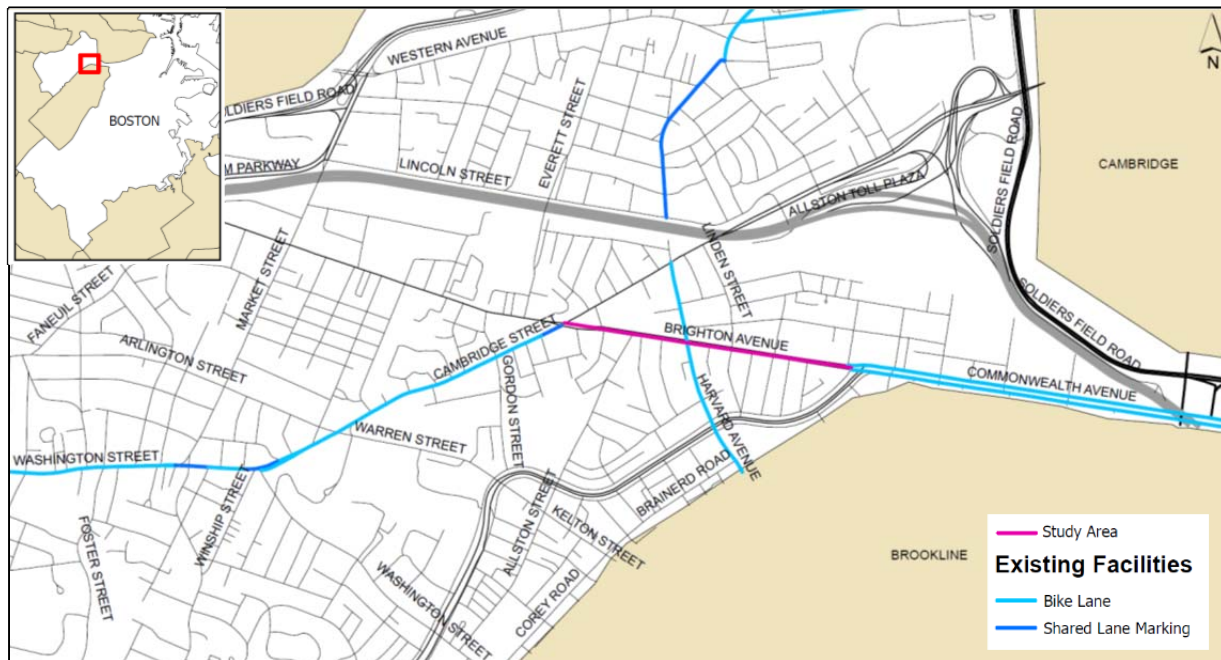 BOSTON
WESTERN AVENUE
SOLDIERS FIELD ROAD
N
EVERETT STREET
LINCOLN STREET
M PARKWAY
ALLSTON TOLL PLAZA
SOLDIERS FIELD ROAD
CAMBRIDGE
LINDEN STREET
MARKET STREET
FANEUIL STREET
SOLDIERS FIELD ROAD
ARLINGTON STREET
CAMBRIDGE STREET
BRIGHTON AVENUE
GORDON STREET
COMMONWEALTH AVENUE
HARVARD AVENUE
WARREN STREET
WASHINGTON STREET
BRAINERD ROAD
WINSHIP STREET
FOSTER STREET
ALLSTON STREET
KELTON STREET
WASHINGTON STREET
COREY ROAD
BROOKLINE
Study Area
Existing Facilities
Bike Lane
Shared Lane Marking